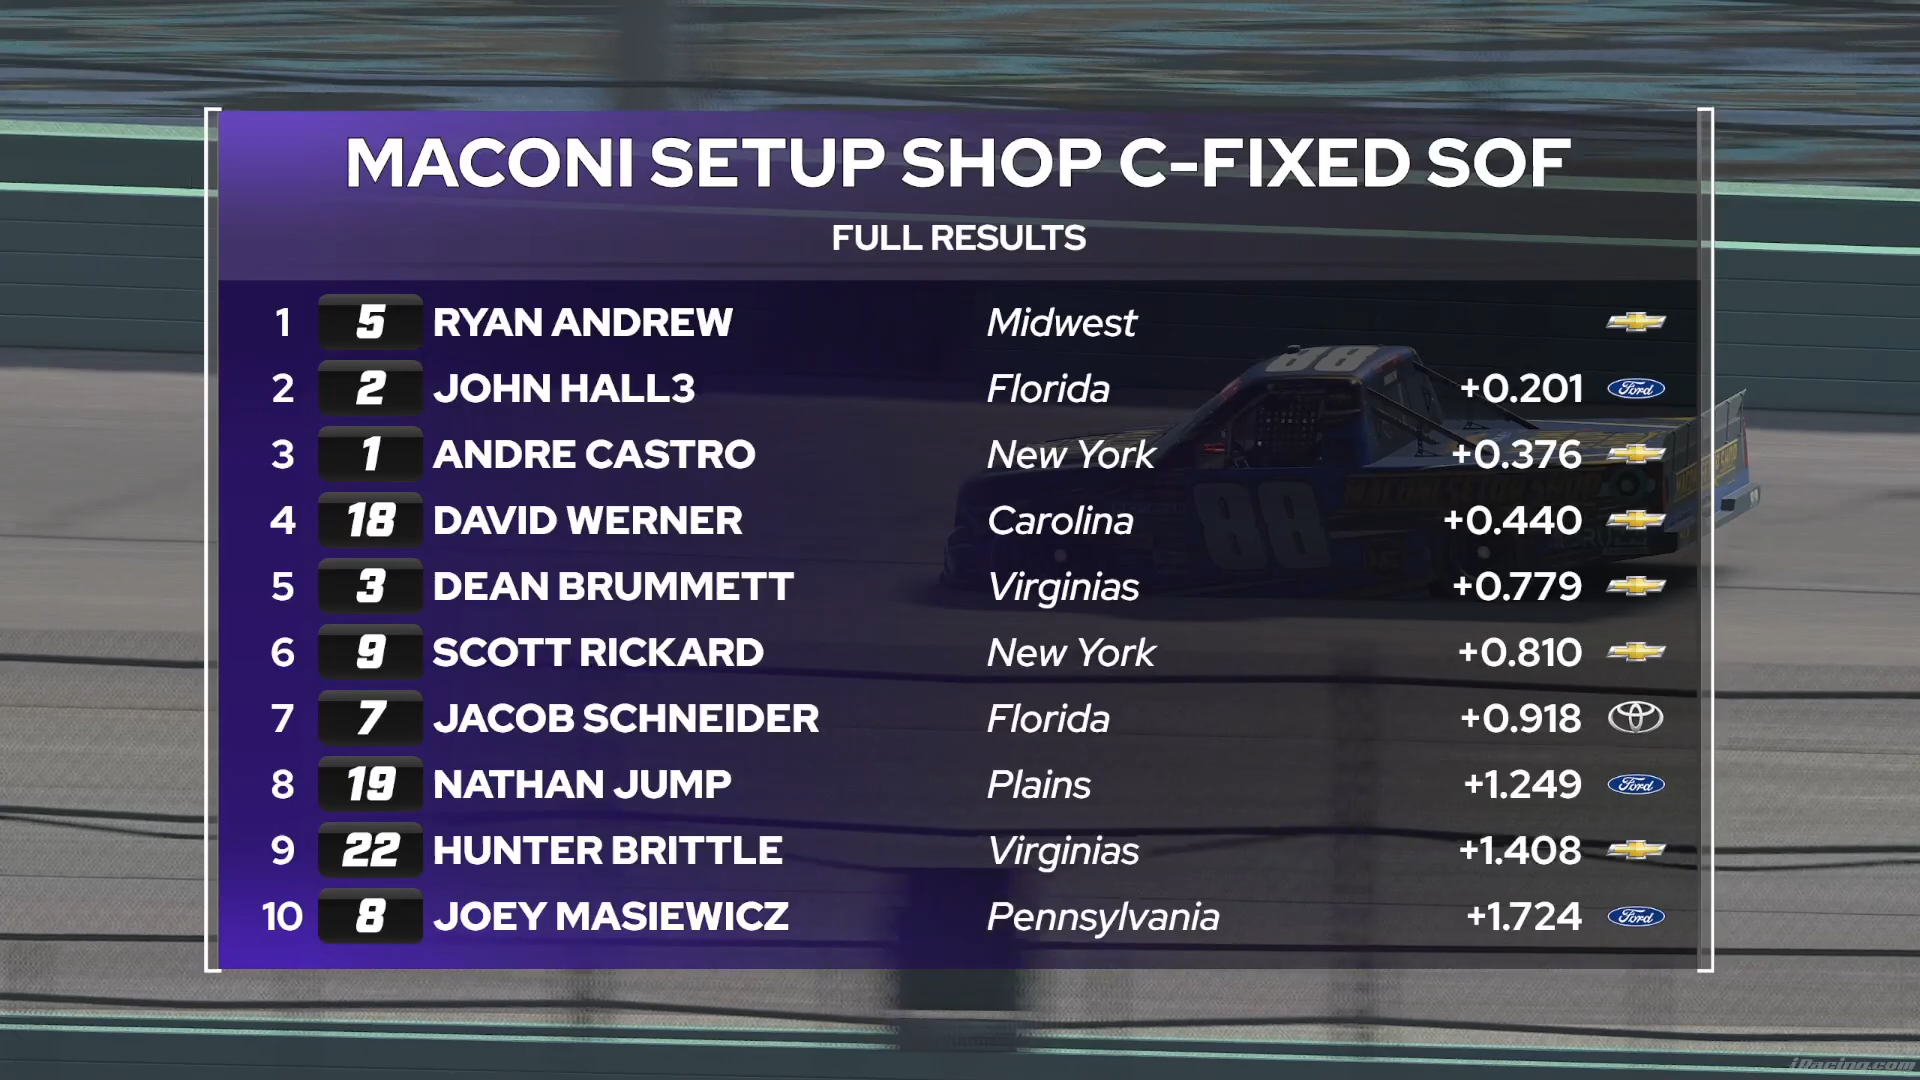 MACONI SETUP SHOP C-FIXED SOF
FULL RESULTS
1 5 RYAN ANDREW Midwest
2 2 JOHN HALL3 Florida +0.201 Ford
3 1 ANDRE CASTRO New York +0.376
4 18 DAVID WERNER Carolina +0.440
5 3 DEAN BRUMMETT Virginias +0.779
6 9 SCOTT RICKARD New York +0.810
7 7 JACOB SCHNEIDER Florida +0.918
8 19 NATHAN JUMP Plains +1.249 Ford
9 22 HUNTER BRITTLE Virginias +1.408
10 8 JOEY MASIEWICZ Pennsylvania +1.724 Ford
88
88
iRacing.com